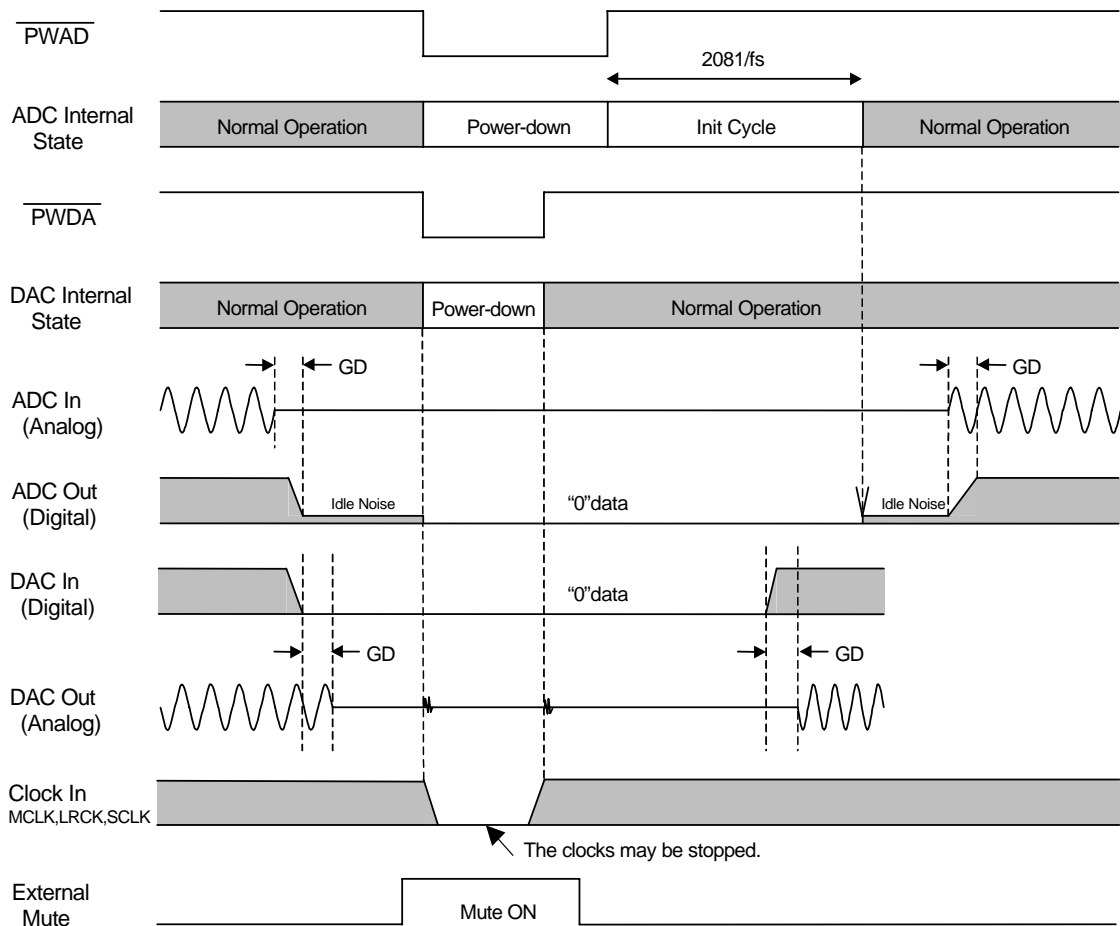 PWAD
2081/fs
ADC Internal
State
Normal Operation
Power-down
Init Cycle
Normal Operation
PWDA
DAC Internal
State
Normal Operation
Power-down
Normal Operation
GD
GD
ADC In
(Analog)
ADC Out
(Digital)
Idle Noise
“0”data
Idle Noise
DAC In
(Digital)
“0”data
GD
GD
DAC Out
(Analog)
Clock In
MCLK,LRCK,SCLK
The clocks may be stopped.
External
Mute
Mute ON